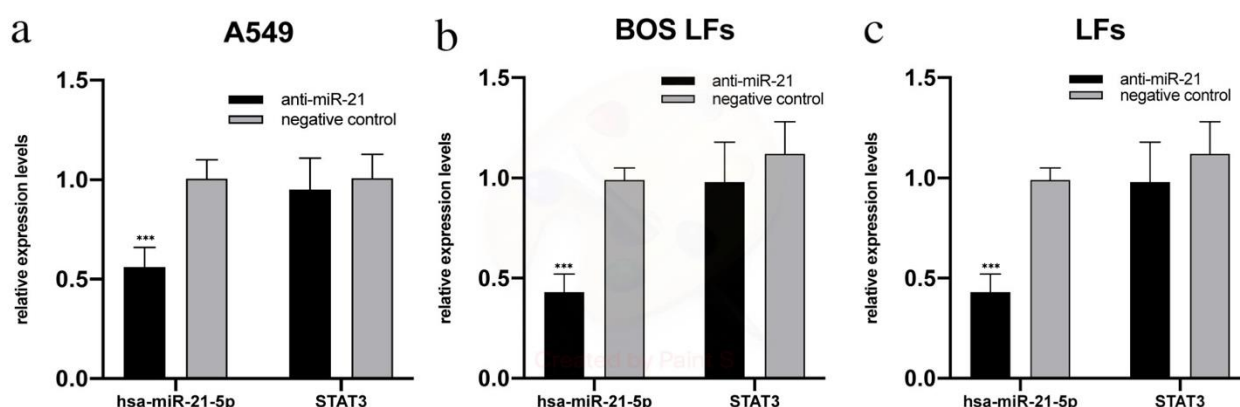 a
A549
1.5
1.0
0.5
0.0
relative expression levels
anti-miR-21
negative control
***
hsa-miR-21-5p
STAT3
b
BOS LFs
1.5
1.0
0.5
0.0
relative expression levels
anti-miR-21
negative control
***
hsa-miR-21-5p
STAT3
Created by Paint S
c
LFs
1.5
1.0
0.5
0.0
relative expression levels
anti-miR-21
negative control
***
hsa-miR-21-5p
STAT3